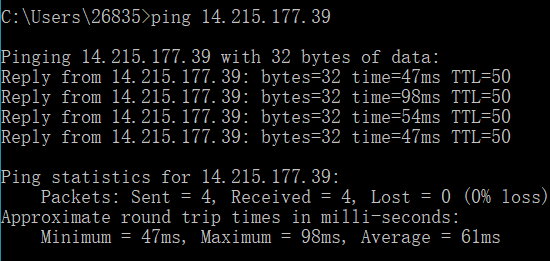 C:\Users\26835>ping 14.215.177.39
Pinging 14.215.177.39 with 32 bytes of data:
Reply from 14.215.177.39: bytes=32 time=47ms TTL=50
Reply from 14.215.177.39: bytes=32 time=98ms TTL=50
Reply from 14.215.177.39: bytes=32 time=54ms TTL=50
Reply from 14.215.177.39: bytes=32 time=47ms TTL=50
Ping statistics for 14.215.177.39:
    Packets: Sent = 4, Received = 4, Lost = 0 (0% loss)
Approximate round trip times in milli-seconds:
    Minimum = 47ms, Maximum = 98ms, Average = 61ms